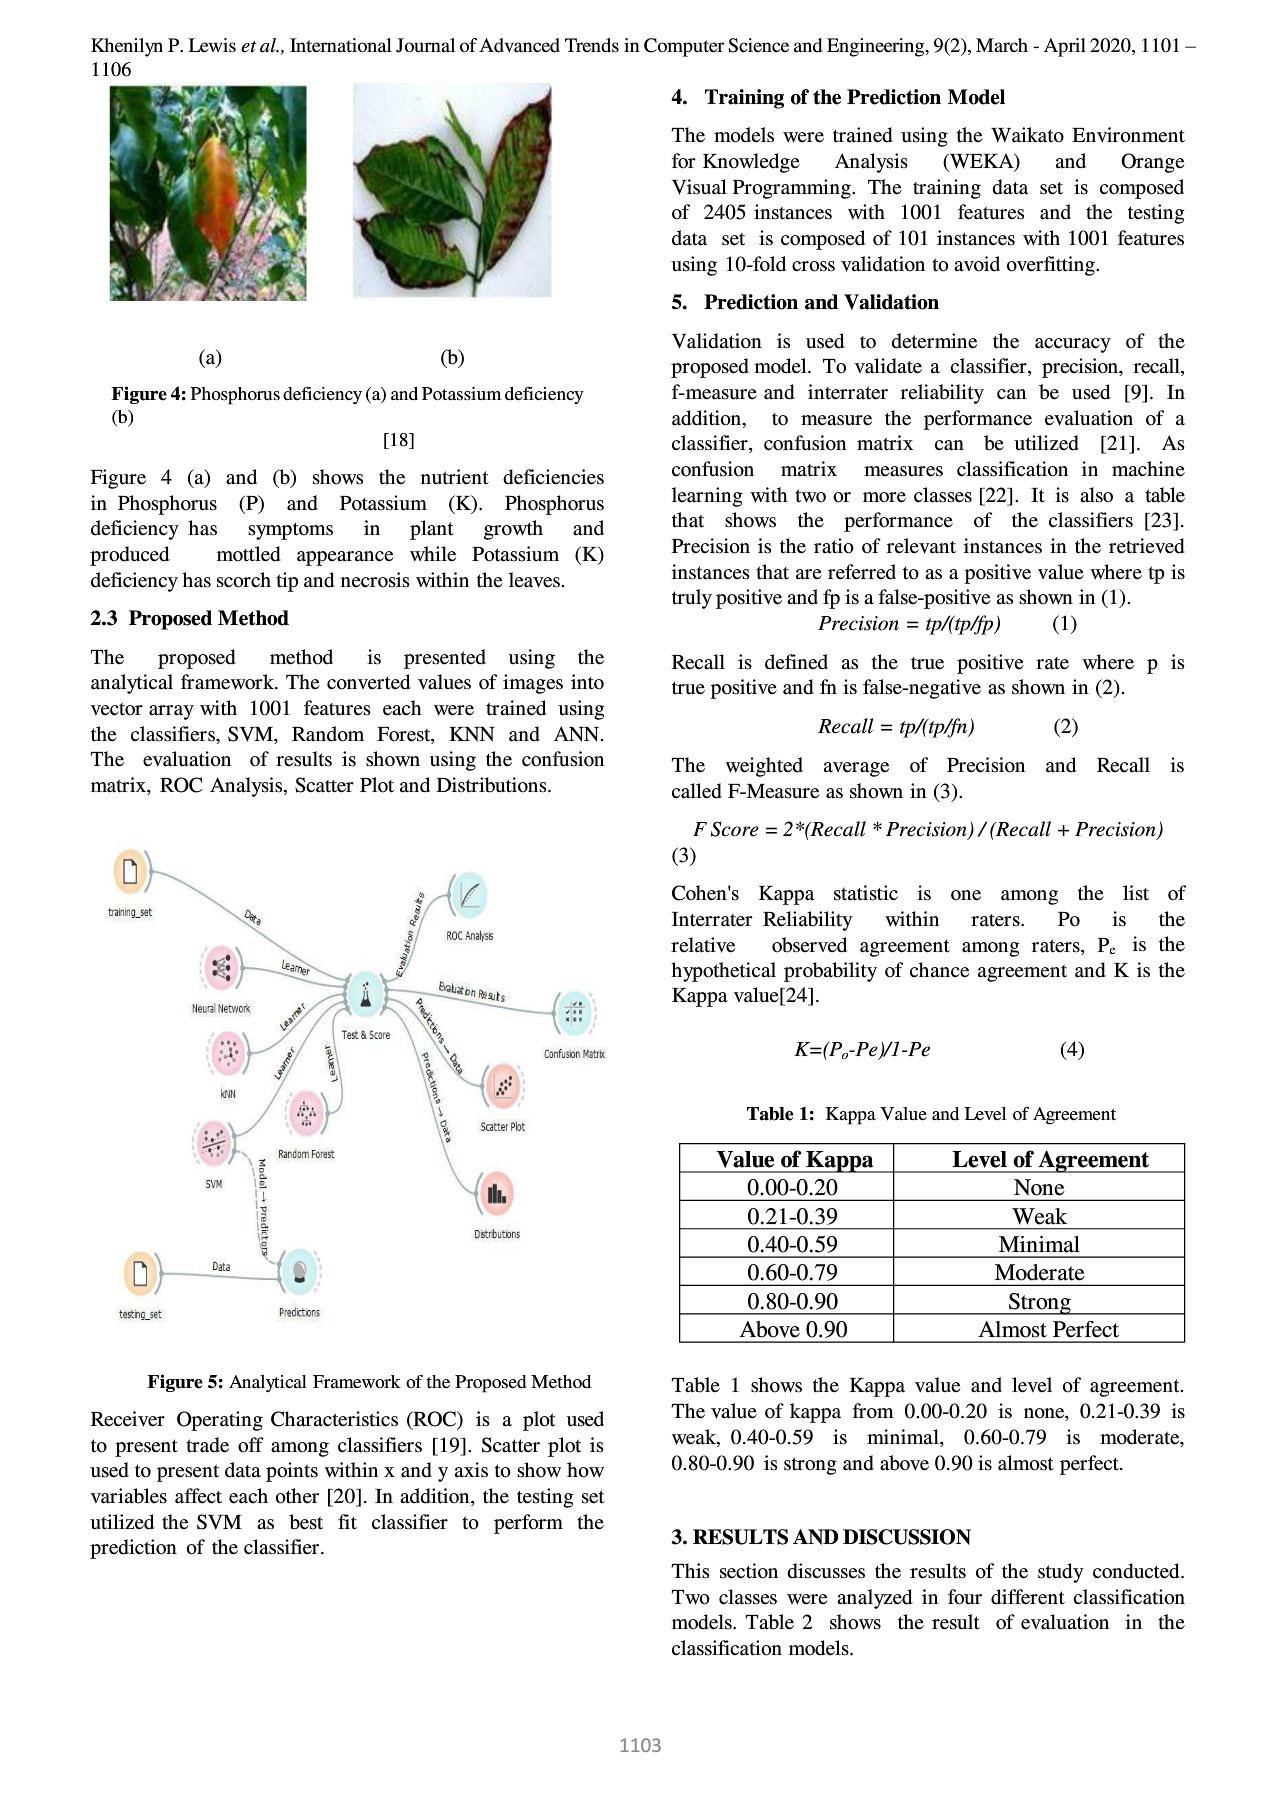 Khenilyn P. Lewis et al., International Journal of Advanced Trends in Computer Science and Engineering, 9(2), March - April 2020, 1101 –
1106
(a) (b)
Figure 4: Phosphorus deficiency (a) and Potassium deficiency
(b)
[18]
Figure 4 (a) and (b) shows the nutrient deficiencies
in Phosphorus (P) and Potassium (K). Phosphorus
deficiency has symptoms in plant growth and
produced mottled appearance while Potassium (K)
deficiency has scorch tip and necrosis within the leaves.
2.3 Proposed Method
The proposed method is presented using the
analytical framework. The converted values of images into
vector array with 1001 features each were trained using
the classifiers, SVM, Random Forest, KNN and ANN.
The evaluation of results is shown using the confusion
matrix, ROC Analysis, Scatter Plot and Distributions.
training_set
Data
Neural Network
Learner
kNN
Learner
SVM
Learner
Random Forest
Learner
Test & Score
Evaluation Results
ROC Analysis
Evaluation Results
Confusion Matrix
Predictions → Data
Scatter Plot
Predictions → Data
Distributions
Model → Predictors
testing_set
Data
Predictions
Figure 5: Analytical Framework of the Proposed Method
Receiver Operating Characteristics (ROC) is a plot used
to present trade off among classifiers [19]. Scatter plot is
used to present data points within x and y axis to show how
variables affect each other [20]. In addition, the testing set
utilized the SVM as best fit classifier to perform the
prediction of the classifier.
4. Training of the Prediction Model
The models were trained using the Waikato Environment
for Knowledge Analysis (WEKA) and Orange
Visual Programming. The training data set is composed
of 2405 instances with 1001 features and the testing
data set is composed of 101 instances with 1001 features
using 10-fold cross validation to avoid overfitting.
5. Prediction and Validation
Validation is used to determine the accuracy of the
proposed model. To validate a classifier, precision, recall,
f-measure and interrater reliability can be used [9]. In
addition, to measure the performance evaluation of a
classifier, confusion matrix can be utilized [21]. As
confusion matrix measures classification in machine
learning with two or more classes [22]. It is also a table
that shows the performance of the classifiers [23].
Precision is the ratio of relevant instances in the retrieved
instances that are referred to as a positive value where tp is
truly positive and fp is a false-positive as shown in (1).
Precision = tp/(tp/fp) (1)
Recall is defined as the true positive rate where p is
true positive and fn is false-negative as shown in (2).
Recall = tp/(tp/fn) (2)
The weighted average of Precision and Recall is
called F-Measure as shown in (3).
F Score = 2*(Recall * Precision) / (Recall + Precision)
(3)
Cohen's Kappa statistic is one among the list of
Interrater Reliability within raters. Po is the
relative observed agreement among raters, Pe is the
hypothetical probability of chance agreement and K is the
Kappa value[24].
K=(Po-Pe)/1-Pe (4)
Table 1: Kappa Value and Level of Agreement
Value of Kappa Level of Agreement
0.00-0.20 None
0.21-0.39 Weak
0.40-0.59 Minimal
0.60-0.79 Moderate
0.80-0.90 Strong
Above 0.90 Almost Perfect
Table 1 shows the Kappa value and level of agreement.
The value of kappa from 0.00-0.20 is none, 0.21-0.39 is
weak, 0.40-0.59 is minimal, 0.60-0.79 is moderate,
0.80-0.90 is strong and above 0.90 is almost perfect.
3. RESULTS AND DISCUSSION
This section discusses the results of the study conducted.
Two classes were analyzed in four different classification
models. Table 2 shows the result of evaluation in the
classification models.
1103